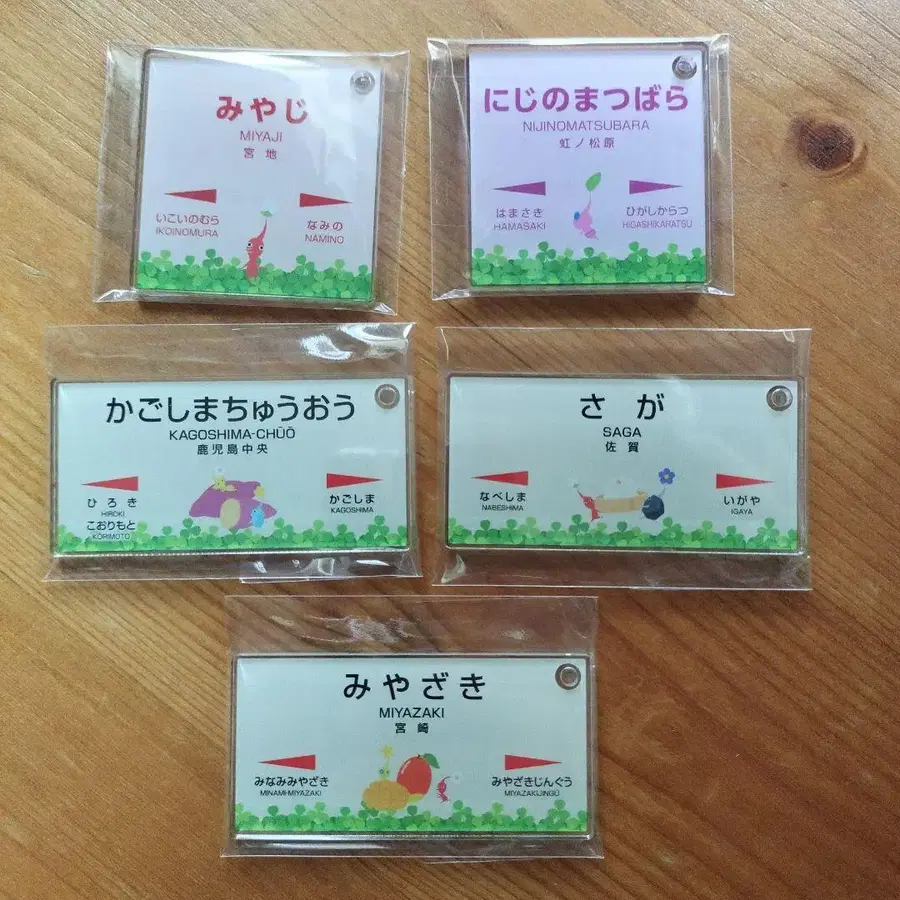 みやじ
MIYAJI
宮地
いこいのむら
IKOINOMURA
なみの
NAMINO
にじのまつばら
NIJINOMATSUBARA
虹ノ松原
はまさき
HAMASAKI
ひがしからつ
HIGASHIKARATSU
かごしまちゅうおう
KAGOSHIMA-CHŪŌ
鹿児島中央
ひろき
HIROKI
こおりもと
KŌRIMOTO
かごしま
KAGOSHIMA
さが
SAGA
佐賀
なべしま
NABESHIMA
いがや
IGAYA
みやざき
MIYAZAKI
宮崎
みなみみやざき
MINAMI-MIYAZAKI
みやざきじんぐう
MIYAZAKIJINGŪ